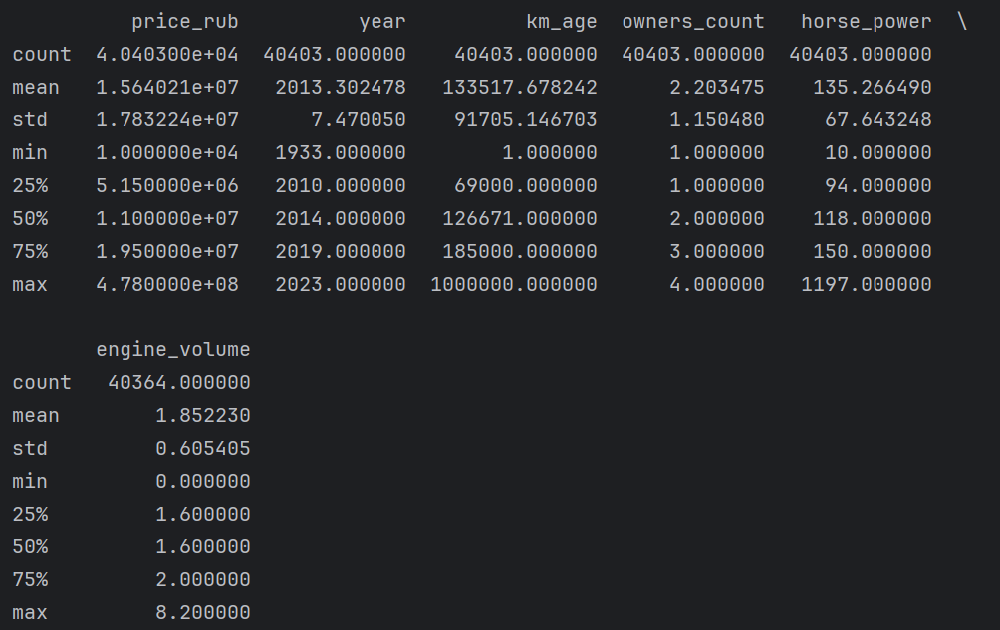 price_rub year km_age owners_count horse_power \
count 4.040300e+04 40403.000000 40403.000000 40403.000000 40403.000000
mean 1.564021e+07 2013.302478 133517.678242 2.203475 135.266490
std 1.783224e+07 7.470050 91705.146703 1.150480 67.643248
min 1.000000e+04 1933.000000 1.000000 1.000000 10.000000
25% 5.150000e+06 2010.000000 69000.000000 1.000000 94.000000
50% 1.100000e+07 2014.000000 126671.000000 2.000000 118.000000
75% 1.950000e+07 2019.000000 185000.000000 3.000000 150.000000
max 4.780000e+08 2023.000000 1000000.000000 4.000000 1197.000000
engine_volume
count 40364.000000
mean 1.852230
std 0.605405
min 0.000000
25% 1.600000
50% 1.600000
75% 2.000000
max 8.200000